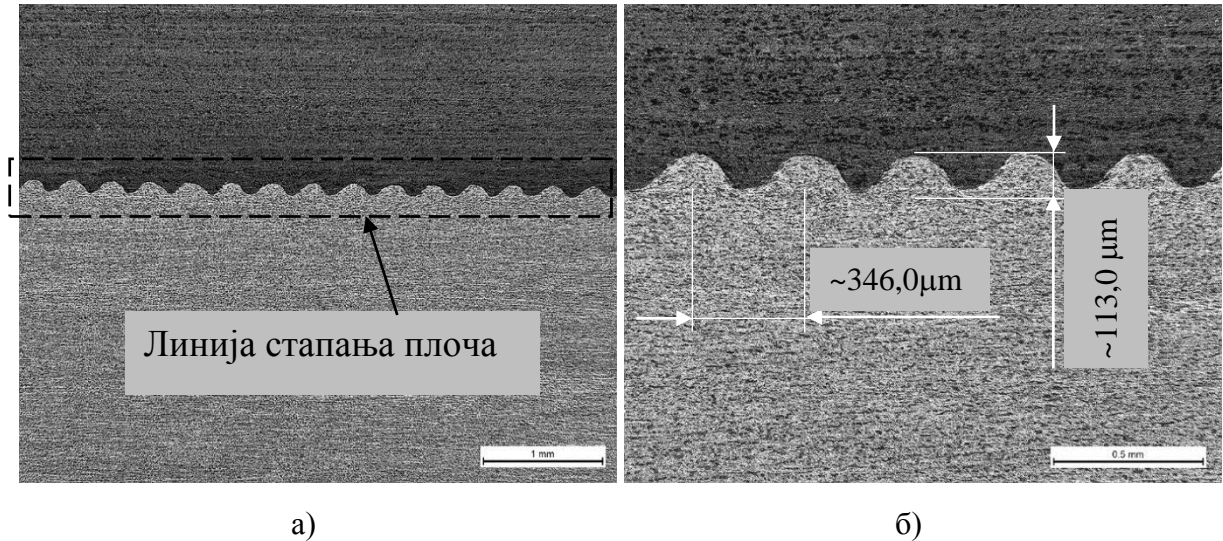 Линија стапања плоча
1 mm
~346,0μm
~113,0 μm
0.5 mm
а)
б)